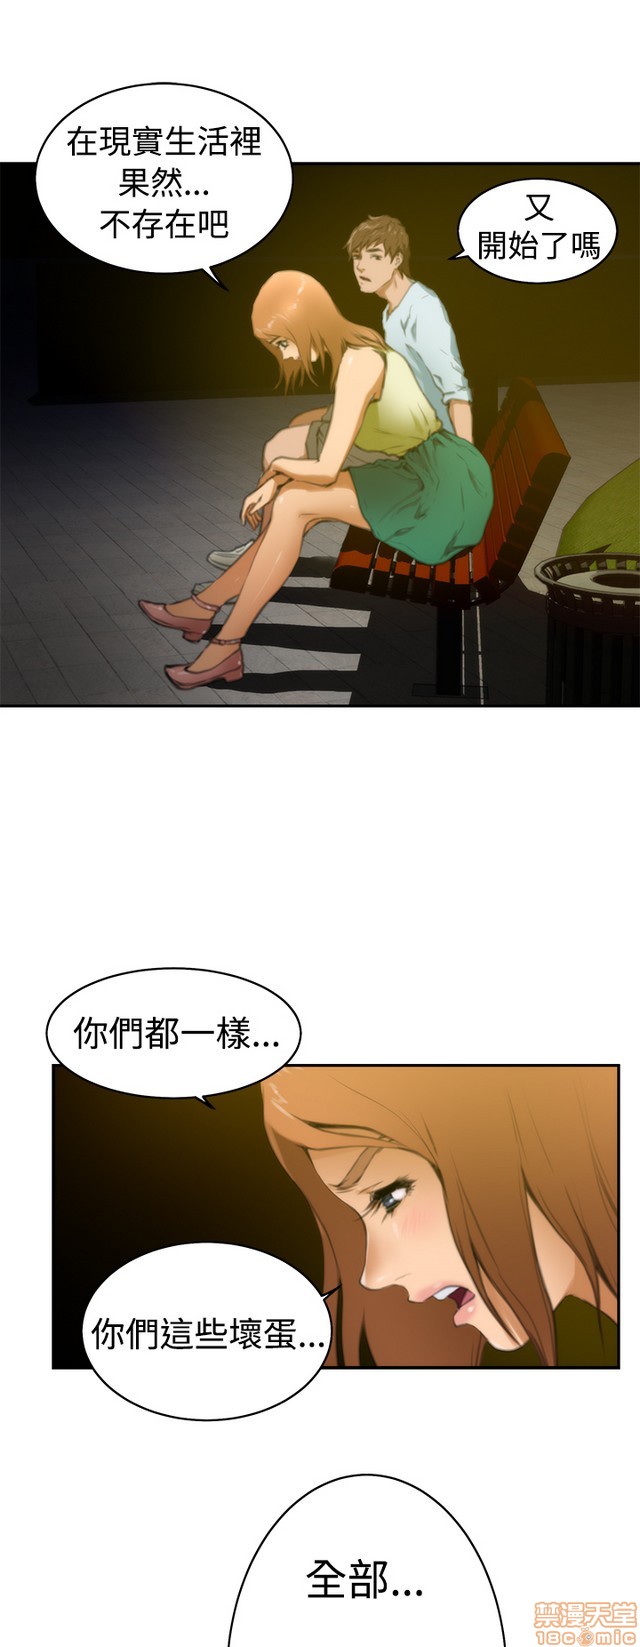 在現實生活裡
果然...
不存在吧
又
開始了嗎
你們都一樣...
你們這些壞蛋...
全部...
禁漫天堂
18comic